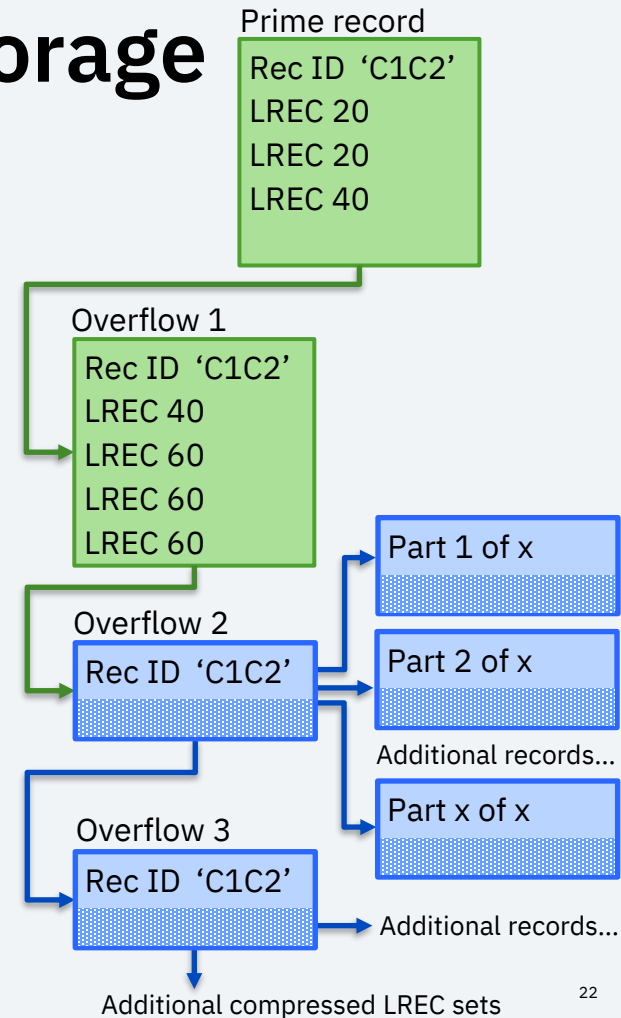 orage
Prime record
Rec ID ‘C1C2’
LREC 20
LREC 20
LREC 40
Overflow 1
Rec ID ‘C1C2’
LREC 40
LREC 60
LREC 60
LREC 60
Overflow 2
Rec ID ‘C1C2’
Part 1 of x
Part 2 of x
Additional records...
Part x of x
Overflow 3
Rec ID ‘C1C2’
Additional records...
Additional compressed LREC sets
22